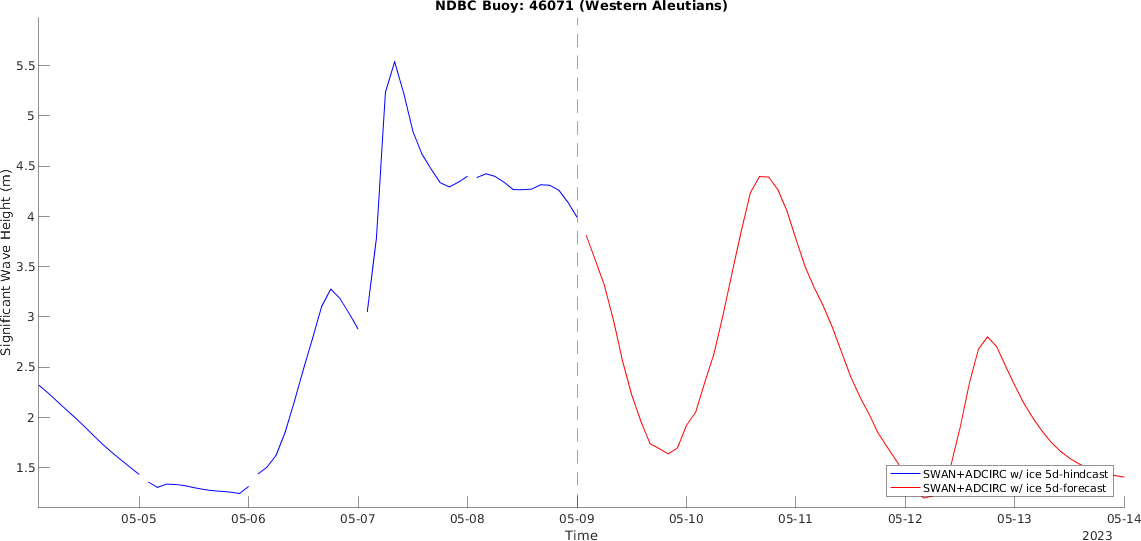 NDBC Buoy: 46071 (Western Aleutians)
5.5
5
4.5
4
3.5
3
2.5
2
1.5
Significant Wave Height (m)
SWAN+ADCIRC w/ ice 5d-hindcast
SWAN+ADCIRC w/ ice 5d-forecast
05-05 05-06 05-07 05-08 05-09 05-10 05-11 05-12 05-13 05-14
Time
2023